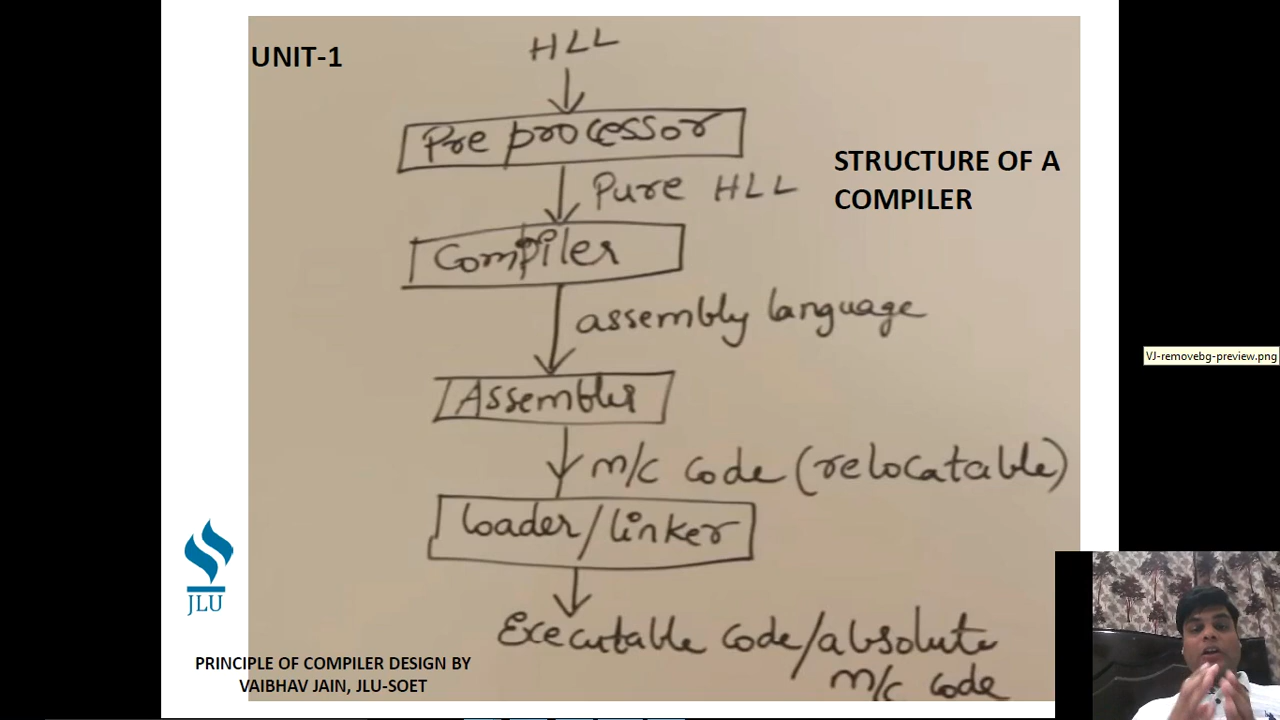 UNIT-1
HLL
Pre processor
Pure HLL
STRUCTURE OF A
COMPILER
Compiler
assembly language
VJ-removebg-preview.png
Assembler
m/c code (relocatable)
loader/linker
JLU
Executable code/absolute
m/c code
PRINCIPLE OF COMPILER DESIGN BY
VAIBHAV JAIN, JLU-SOET